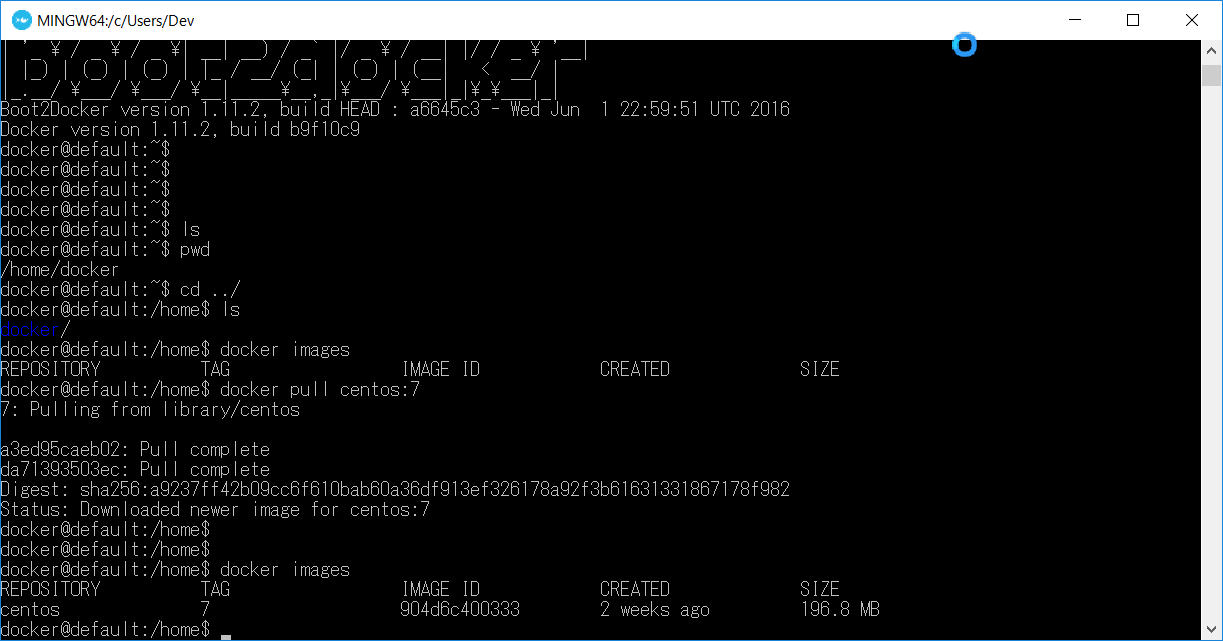 MINGW64:/c/Users/Dev
Boot2Docker version 1.11.2, build HEAD : a6645c3 - Wed Jun  1 22:59:51 UTC 2016
Docker version 1.11.2, build b9f10c9
docker@default:~$
docker@default:~$
docker@default:~$
docker@default:~$
docker@default:~$ ls
docker@default:~$ pwd
/home/docker
docker@default:~$ cd ../
docker@default:/home$ ls
docker/
docker@default:/home$ docker images
REPOSITORY          TAG                 IMAGE ID            CREATED             SIZE
docker@default:/home$ docker pull centos:7
7: Pulling from library/centos
a3ed95caeb02: Pull complete
da71393503ec: Pull complete
Digest: sha256:a9237ff42b09cc6f610bab60a36df913ef326178a92f3b61631331867178f982
Status: Downloaded newer image for centos:7
docker@default:/home$
docker@default:/home$
docker@default:/home$ docker images
REPOSITORY          TAG                 IMAGE ID            CREATED             SIZE
centos              7                   904d6c400333        2 weeks ago         196.8 MB
docker@default:/home$